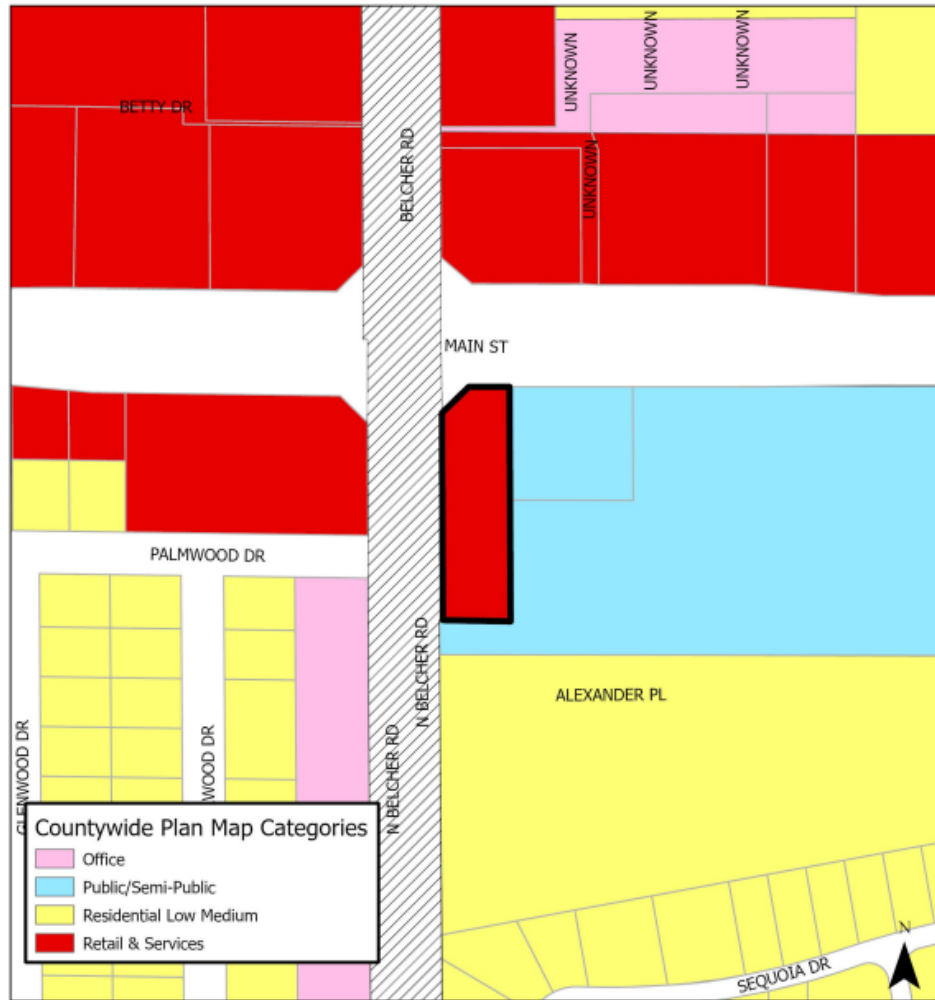 UNKNOWN
UNKNOWN
UNKNOWN
BETTY DR
BELCHER RD
UNKNOWN
MAIN ST
PALMWOOD DR
N BELCHER RD
ALEXANDER PL
GLENWOOD DR
WOOD DR
N BELCHER RD
Countywide Plan Map Categories
Office
Public/Semi-Public
Residential Low Medium
Retail & Services
N
SEQUOIA DR